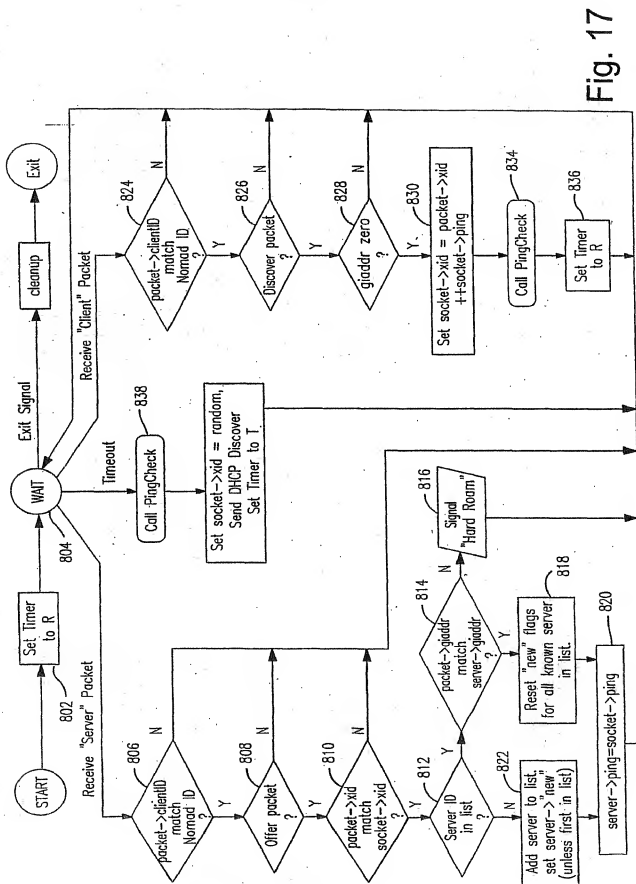 START
Set Timer
to R
802
WAIT
804
Exit Signal
cleanup
Exit
Receive "Server" Packet
Timeout
Receive "Client" Packet
806
packet->clientID
match
Nomad ID
?
N
Y
808
Offer packet
?
N
Y
810
packet->xid
match
socket->xid
?
N
Y
812
Server ID
in list
?
Y
N
822
Add server to list.
set server->"new"
(unless first in list)
814
packet->giaddr
match
server->giaddr
?
N
Y
816
Signal
"Hard Roam"
818
Reset "new" flags
for all known server
in list.
820
server->ping=socket->ping
838
Call PingCheck
Set socket->xid = random,
Send DHCP Discover
Set Timer to T
824
packet->clientID
match
Nomad ID
?
N
Y
826
Discover packet
?
N
Y
828
giaddr zero
?
N
Y
830
Set socket->xid = packet->xid
++socket->ping
834
Call PingCheck
836
Set Timer
to R
Fig. 17